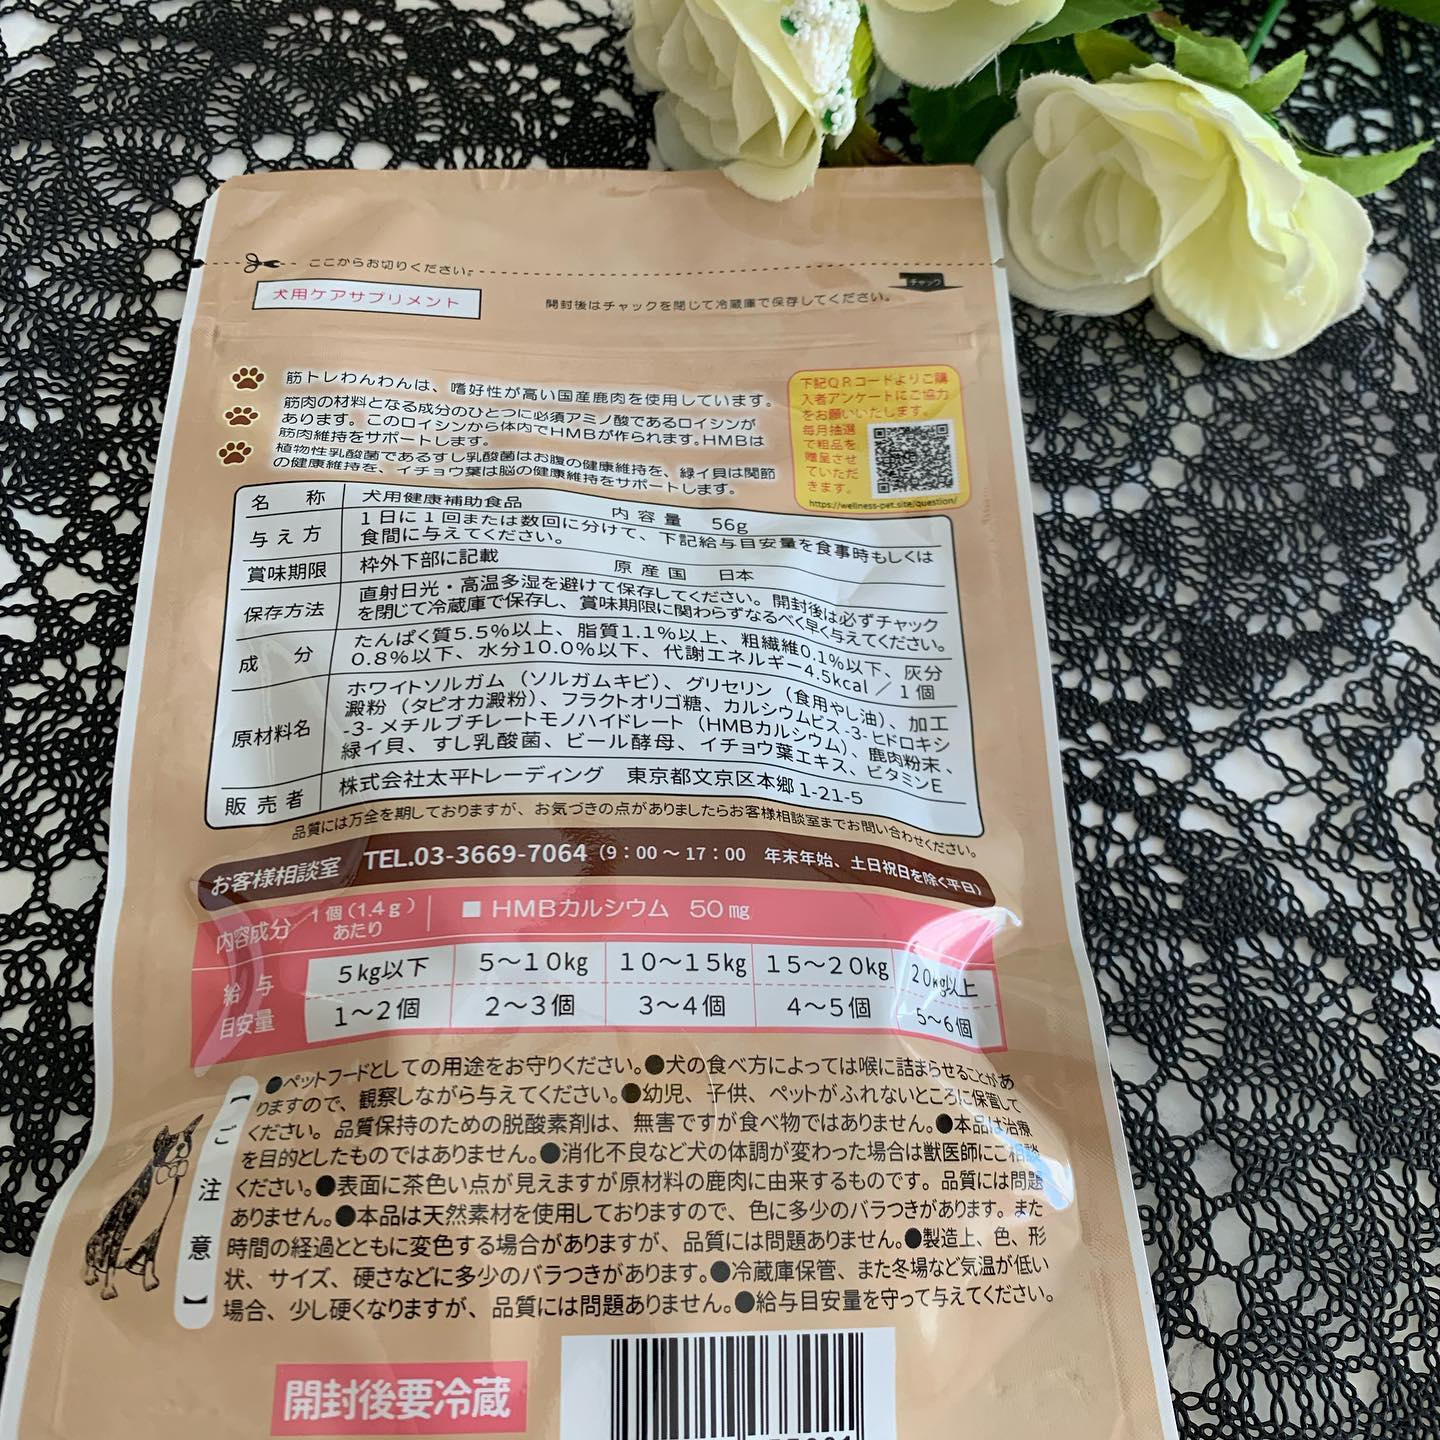 ここからお切りください。
犬用ケアサプリメント
開封後はチャックを閉じて冷蔵庫で保存してください。
チャック
筋トレわんわんは、嗜好性が高い国産鹿肉を使用しています。
筋肉の材料となる成分のひとつに必須アミノ酸であるロイシンが
あります。このロイシンから体内でHMBが作られます。HMBは
筋肉維持をサポートします。
植物性乳酸菌であるすし乳酸菌はお腹の健康維持を、緑イ貝は関節
の健康維持を、イチョウ葉は脳の健康維持をサポートします。
下記QRコードよりご購
入者アンケートにご協力
をお願いいたします。
毎月抽選
で粗品を
贈呈させ
ていただ
きます。
https://wellness-pet.site/question/
名 称 犬用健康補助食品 内容量 56g
与え方 1日に1回または数回に分けて、下記給与目安量を食事時もしくは
食間に与えてください。
賞味期限 枠外下部に記載 原産国 日本
保存方法 直射日光・高温多湿を避けて保存してください。開封後は必ずチャック
を閉じて冷蔵庫で保存し、賞味期限に関わらずなるべく早く与えてください。
成 分 たんぱく質5.5%以上、脂質1.1%以上、粗繊維0.1%以下、灰分
0.8%以下、水分10.0%以下、代謝エネルギー4.5kcal/1個
原材料名 ホワイトソルガム（ソルガムキビ）、グリセリン（食用やし油）、加工
澱粉（タピオカ澱粉）、フラクトオリゴ糖、カルシウムビス-3-ヒドロキシ
-3-メチルブチレートモノハイドレート（HMBカルシウム）、鹿肉粉末、
緑イ貝、すし乳酸菌、ビール酵母、イチョウ葉エキス、ビタミンE
販売者 株式会社太平トレーディング 東京都文京区本郷1-21-5
品質には万全を期しておりますが、お気づきの点がありましたらお客様相談室までお問い合わせください。
お客様相談室 TEL.03-3669-7064（9：00～17：00 年末年始、土日祝日を除く平日）
内容成分 1個(1.4g)あたり ■HMBカルシウム 50mg
給与目安量
5kg以下 5～10kg 10～15kg 15～20kg 20kg以上
1～2個 2～3個 3～4個 4～5個 5～6個
【ご注意】
●ペットフードとしての用途をお守りください。●犬の食べ方によっては喉に詰まらせることがあ
りますので、観察しながら与えてください。●幼児、子供、ペットがふれないところに保管して
ください。品質保持のための脱酸素剤は、無害ですが食べ物ではありません。●本品は治療
を目的としたものではありません。●消化不良など犬の体調が変わった場合は獣医師にご相談
ください。●表面に茶色い点が見えますが原材料の鹿肉に由来するものです。品質には問題
ありません。●本品は天然素材を使用しておりますので、色に多少のバラつきがあります。また
時間の経過とともに変色する場合がありますが、品質には問題ありません。●製造上、色、形
状、サイズ、硬さなどに多少のバラつきがあります。●冷蔵庫保管、また冬場など気温が低い
場合、少し硬くなりますが、品質には問題ありません。●給与目安量を守って与えてください。
開封後要冷蔵